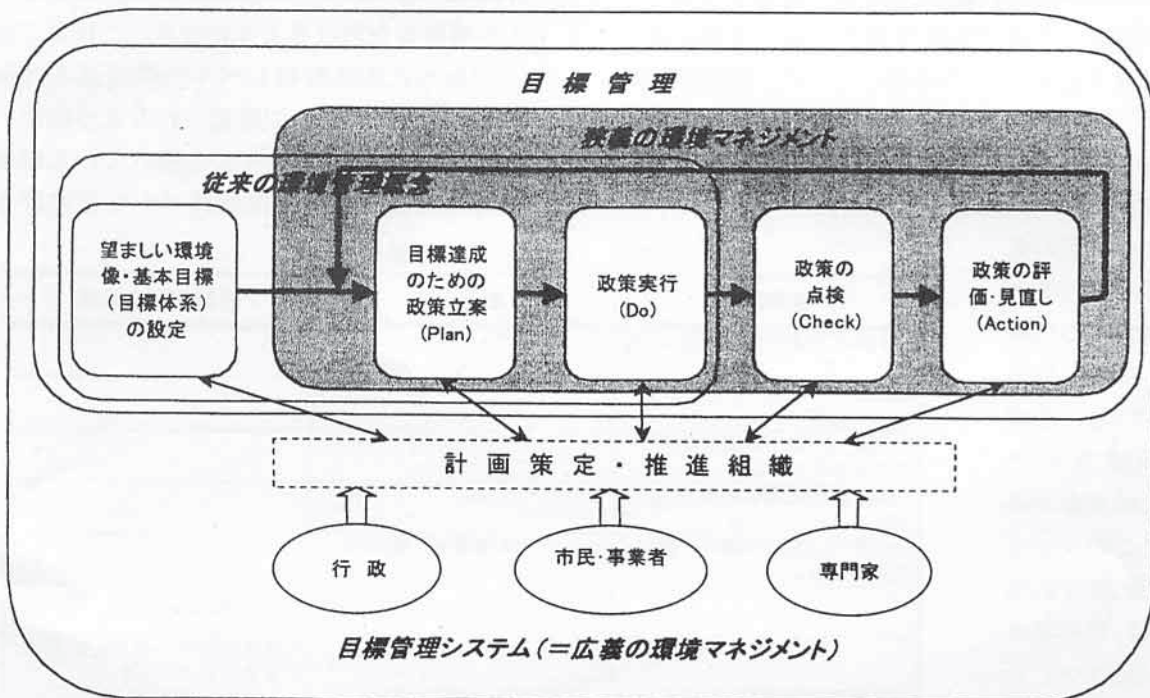 目標管理
狭義の環境マネジメント
従来の環境管理概念
望ましい環境
像・基本目標
(目標体系)
の設定
目標達成
のための
政策立案
(Plan)
政策実行
(Do)
政策の
点検
(Check)
政策の評
価・見直し
(Action)
計画策定・推進組織
行政
市民・事業者
専門家
目標管理システム(=広義の環境マネジメント)